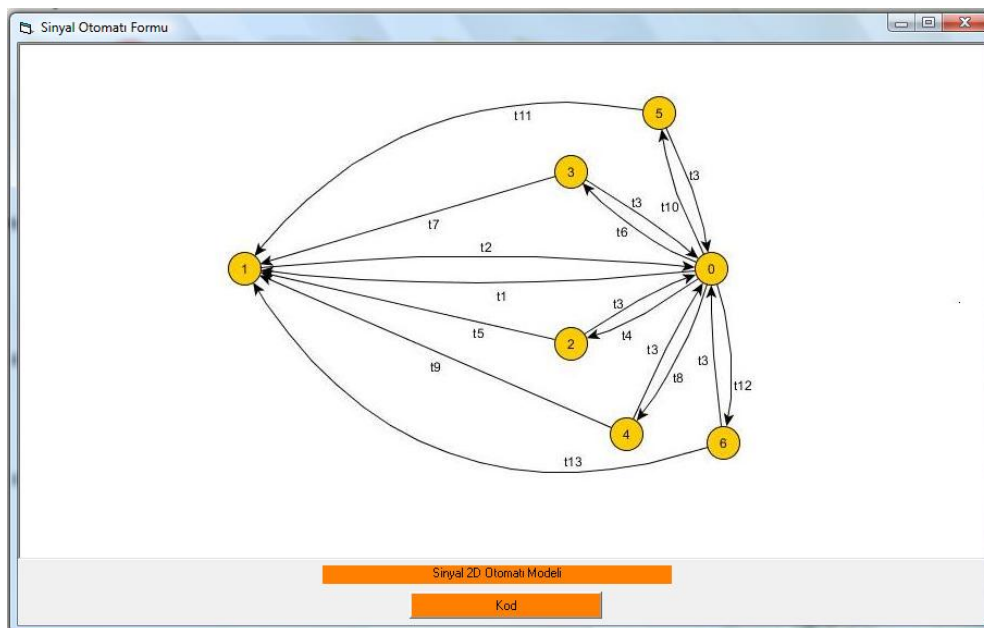 Sinyal Otomatı Formu
5
t11
3
t3
t3
t10
t7
t6
t2
1
0
t1
t3
t4
t5
2
t3
t9
t8
t3
t12
4
6
t13
Sinyal 2D Otomatı Modeli
Kod